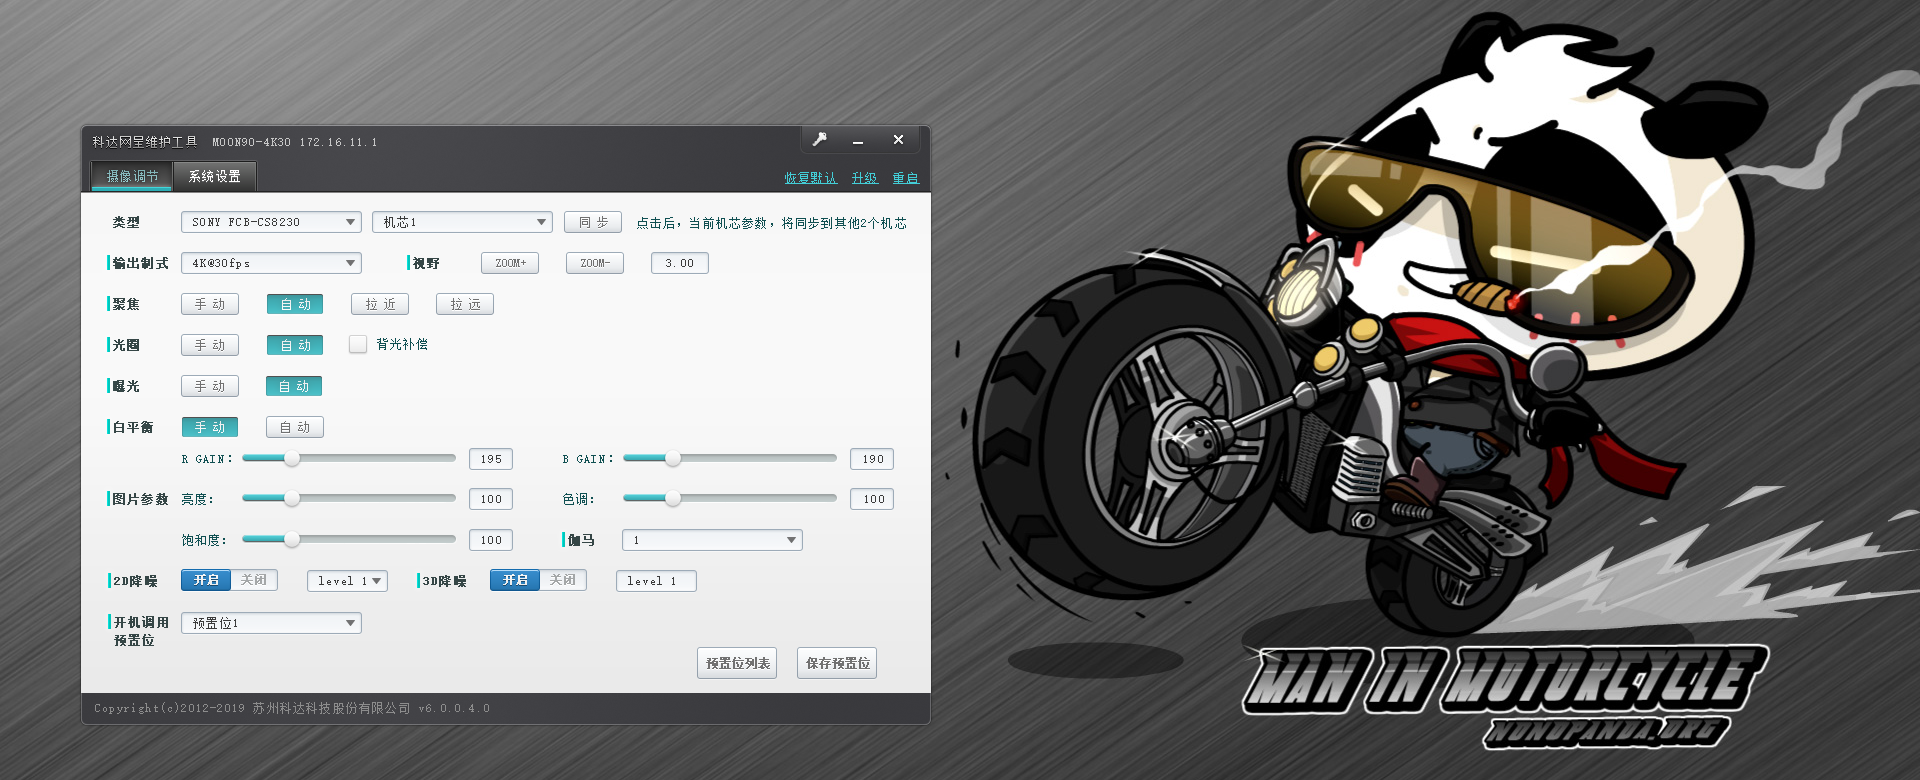 科达网呈维护工具 MOON90-4K30 172.16.11.1
摄像调节 系统设置 恢复默认 升级 重启
类型 SONY FCB-CS8230 机芯1 同 步 点击后，当前机芯参数，将同步到其他2个机芯
输出制式 4K@30fps 视野 ZOOM+ ZOOM- 3.00
聚焦 手 动 自 动 拉 近 拉 远
光圈 手 动 自 动 背光补偿
曝光 手 动 自 动
白平衡 手 动 自 动
R GAIN: 195 B GAIN: 190
图片参数 亮度: 100 色调: 100
饱和度: 100 伽马 1
2D降噪 开启 关闭 level 1 3D降噪 开启 关闭 level 1
开机调用 预置位1
预置位
预置位列表 保存预置位
Copyright(c)2012-2019 苏州科达科技股份有限公司 v6.0.0.4.0
MAN IN MOTORCYCLE
NONOPANDA.ORG